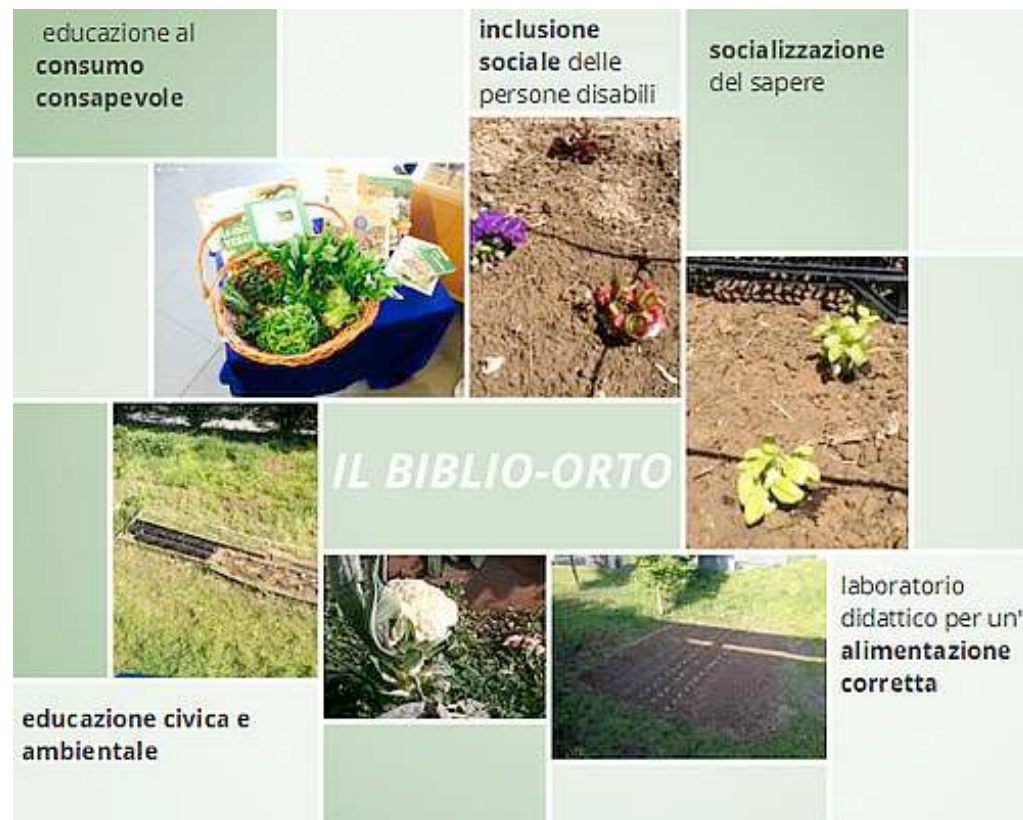 educazione al
consumo
consapevole
inclusione
sociale delle
persone disabili
socializzazione
del sapere
IL BIBLIO-ORTO
laboratorio
didattico per un'
alimentazione
corretta
educazione civica e
ambientale